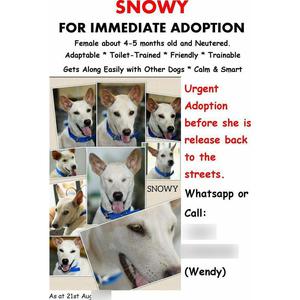 SNOWY
FOR IMMEDIATE ADOPTION
Female about 4-5 months old and Neutered.
Adaptable * Toilet-Trained * Friendly * Trainable
Gets Along Easily with Other Dogs * Calm & Smart
Urgent
Adoption
before she is
release back
to the
streets.
Whatsapp or
Call:
(Wendy)
SNOWY
As at 21st Aug